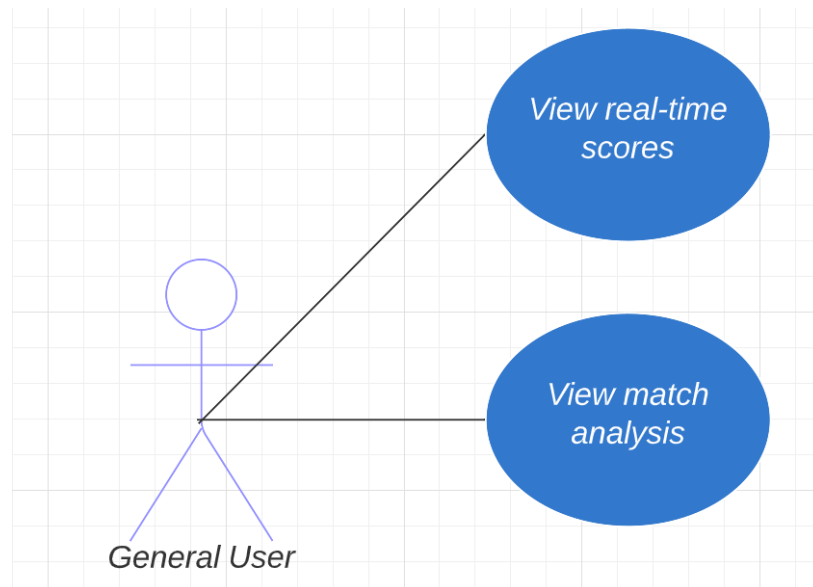 View real-time
scores
View match
analysis
General User